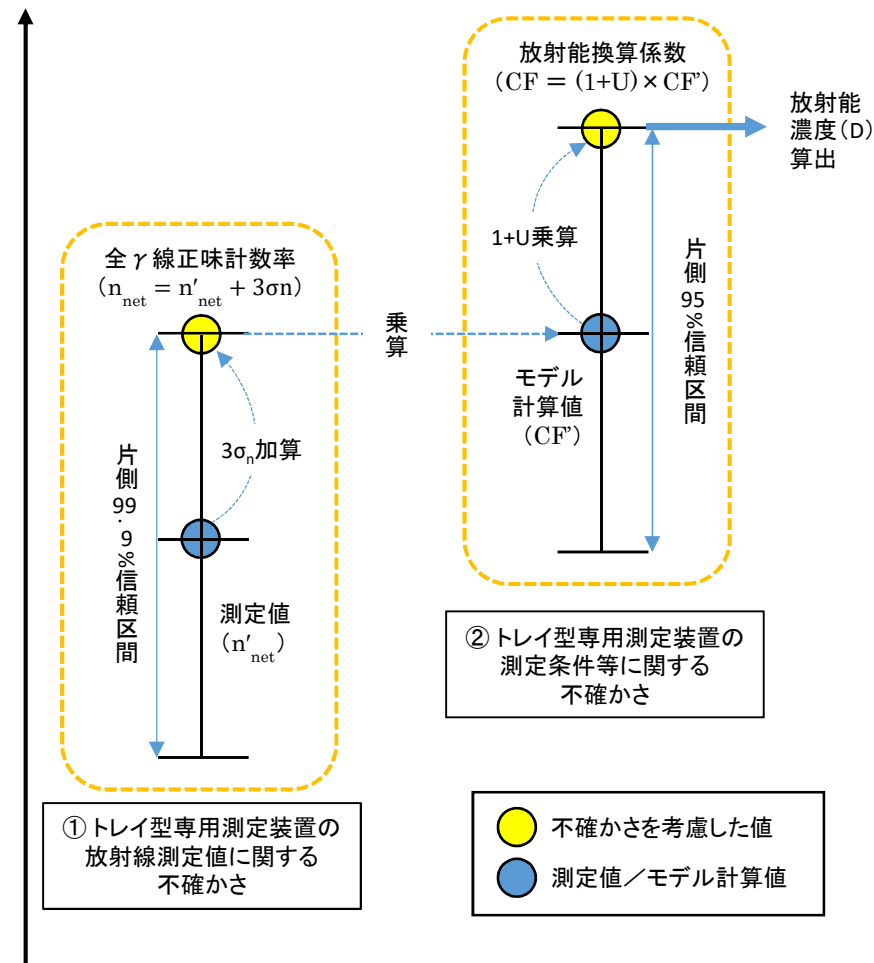 放射能換算係数
（CF = (1+U) × CF’）
放射能
濃度（D）
算出
1+U乗算
片側95％信頼区間
全γ線正味計数率
（n_net = n′_net + 3σn）
乗算
モデル
計算値
（CF’）
3σ_n加算
片側99.9％信頼区間
測定値
（n′_net）
② トレイ型専用測定装置の
測定条件等に関する
不確かさ
① トレイ型専用測定装置の
放射線測定値に関する
不確かさ
不確かさを考慮した値
測定値／モデル計算値